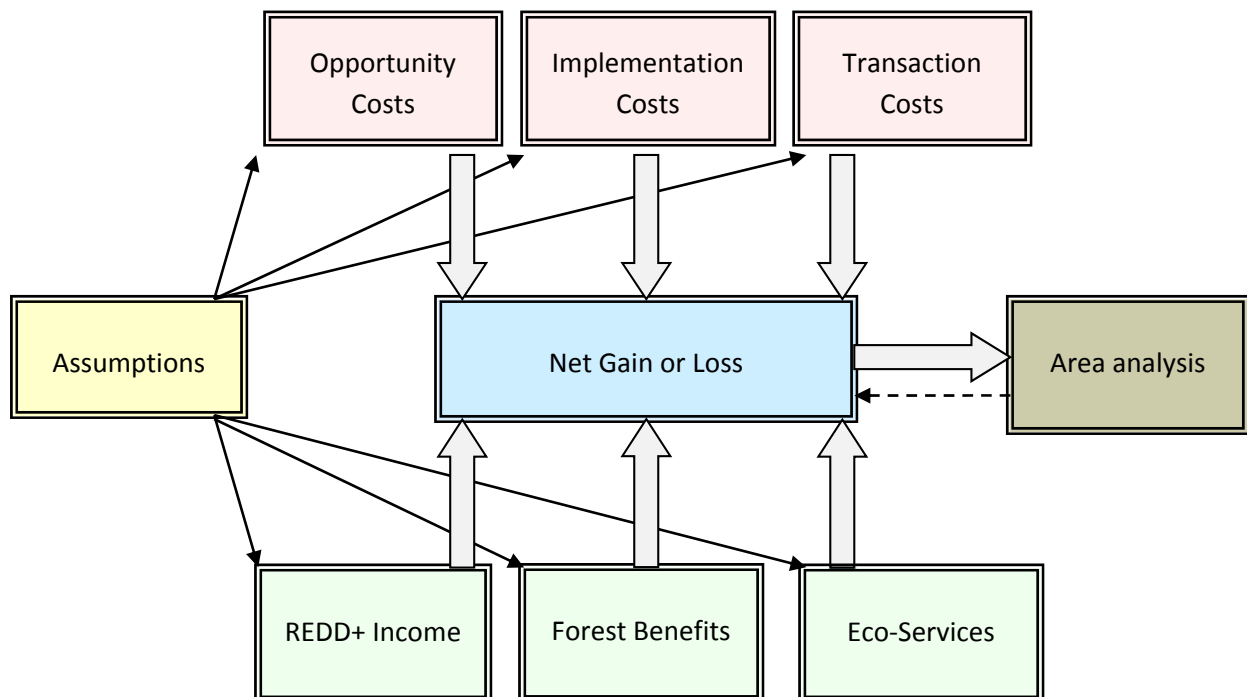 Opportunity
Costs
Implementation
Costs
Transaction
Costs
Assumptions
Net Gain or Loss
Area analysis
REDD+ Income
Forest Benefits
Eco-Services